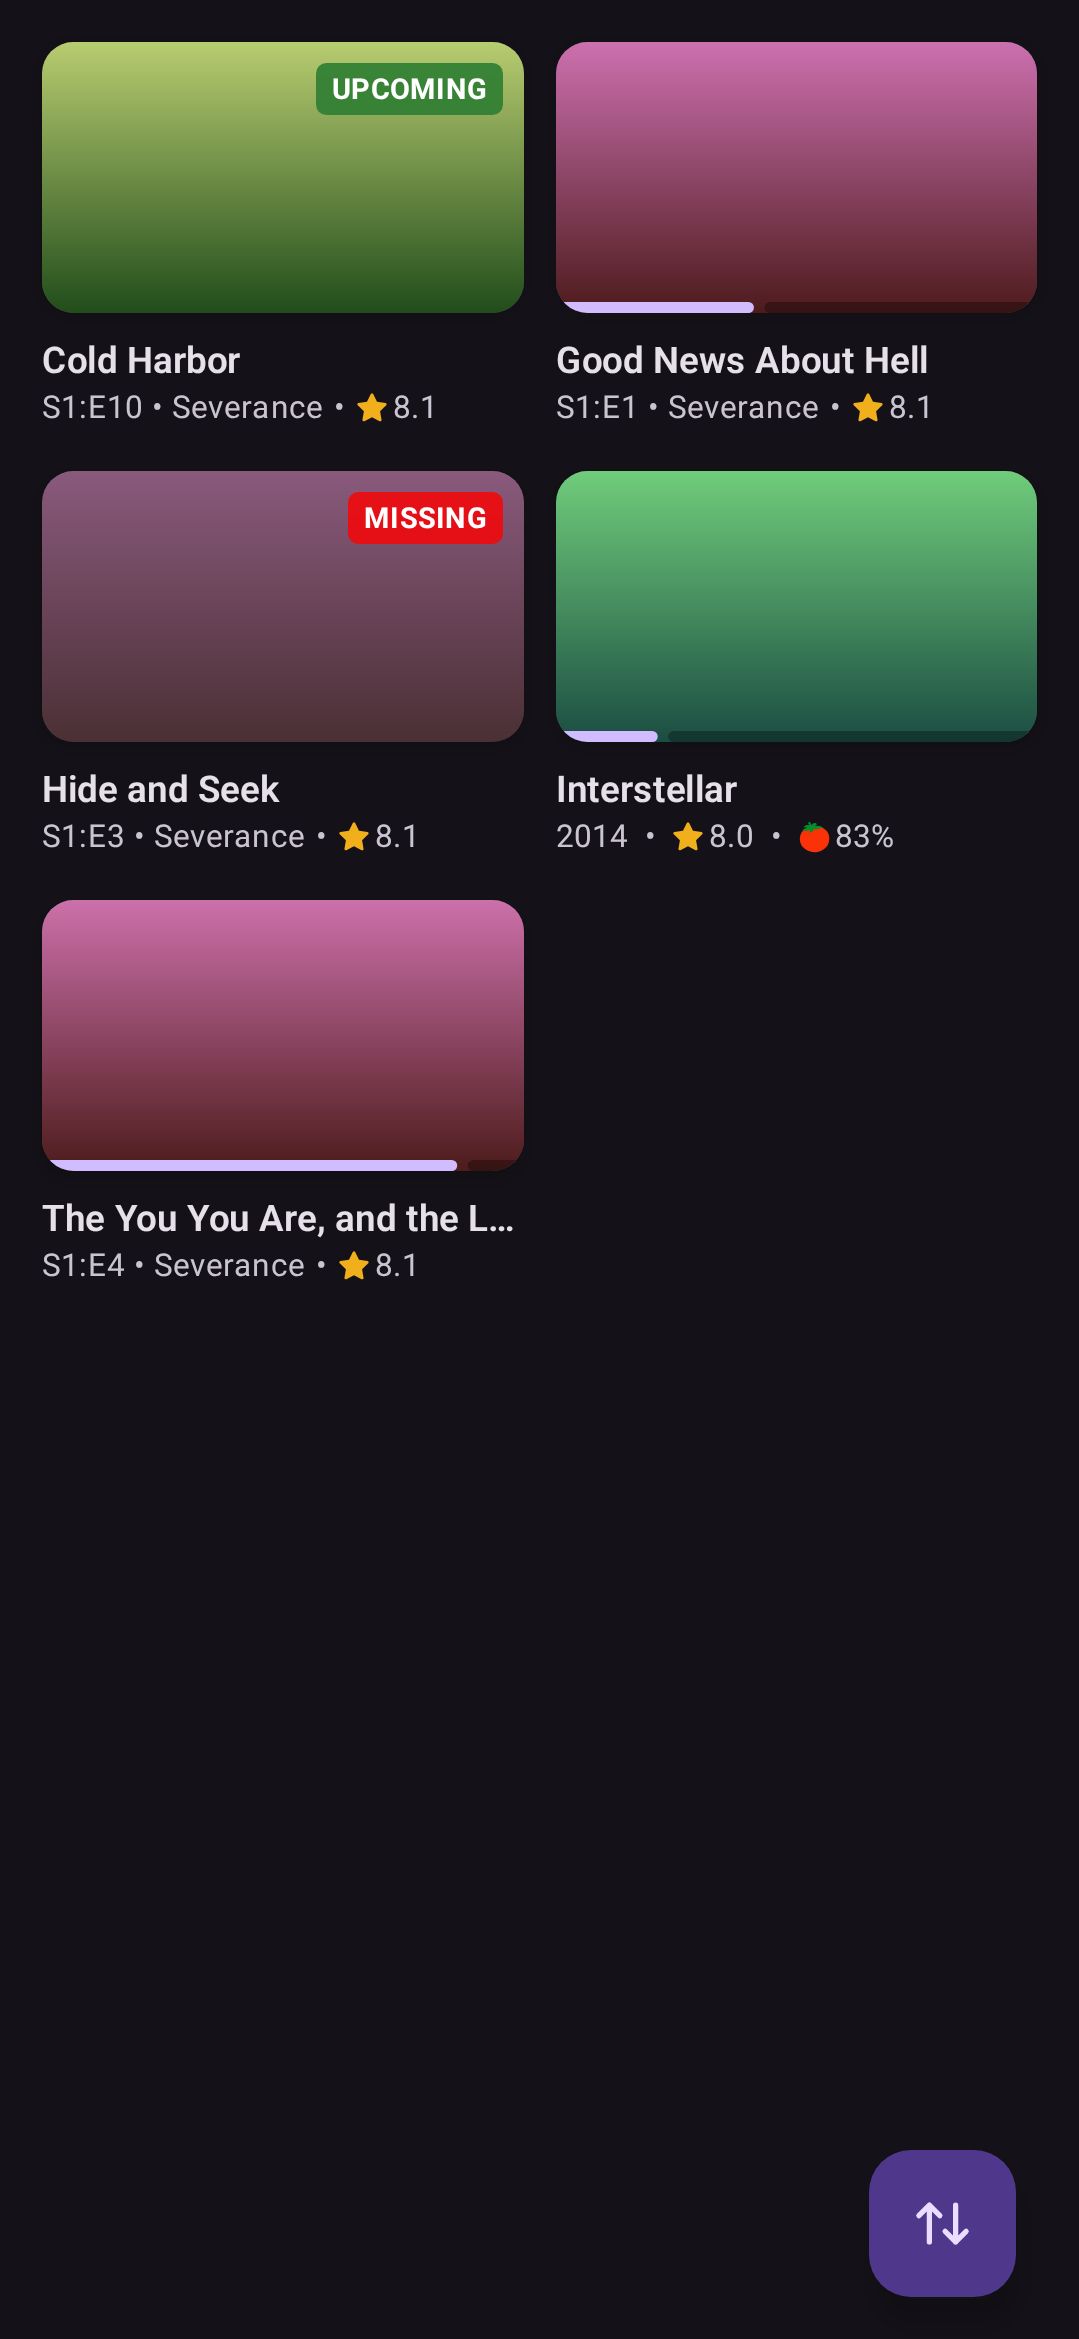 UPCOMING
Cold Harbor
S1:E10 • Severance • 8.1
Good News About Hell
S1:E1 • Severance • 8.1
MISSING
Hide and Seek
S1:E3 • Severance • 8.1
Interstellar
2014 • 8.0 • 83%
The You You Are, and the L...
S1:E4 • Severance • 8.1